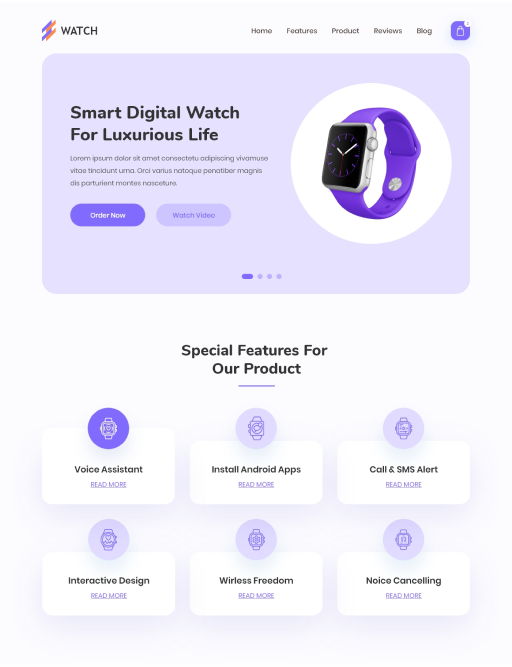 WATCH
Home Features Product Reviews Blog
Smart Digital Watch
For Luxurious Life
Lorem ipsum dolor sit amet consectetu adipiscing vivamuse
vitae tincidunt urna. Orci varius natoque penatiber magnis
dis parturient montes nasceture.
Order Now Watch Video
Special Features For
Our Product
Voice Assistant Install Android Apps Call & SMS Alert
READ MORE READ MORE READ MORE
Interactive Design Wirless Freedom Noice Cancelling
READ MORE READ MORE READ MORE